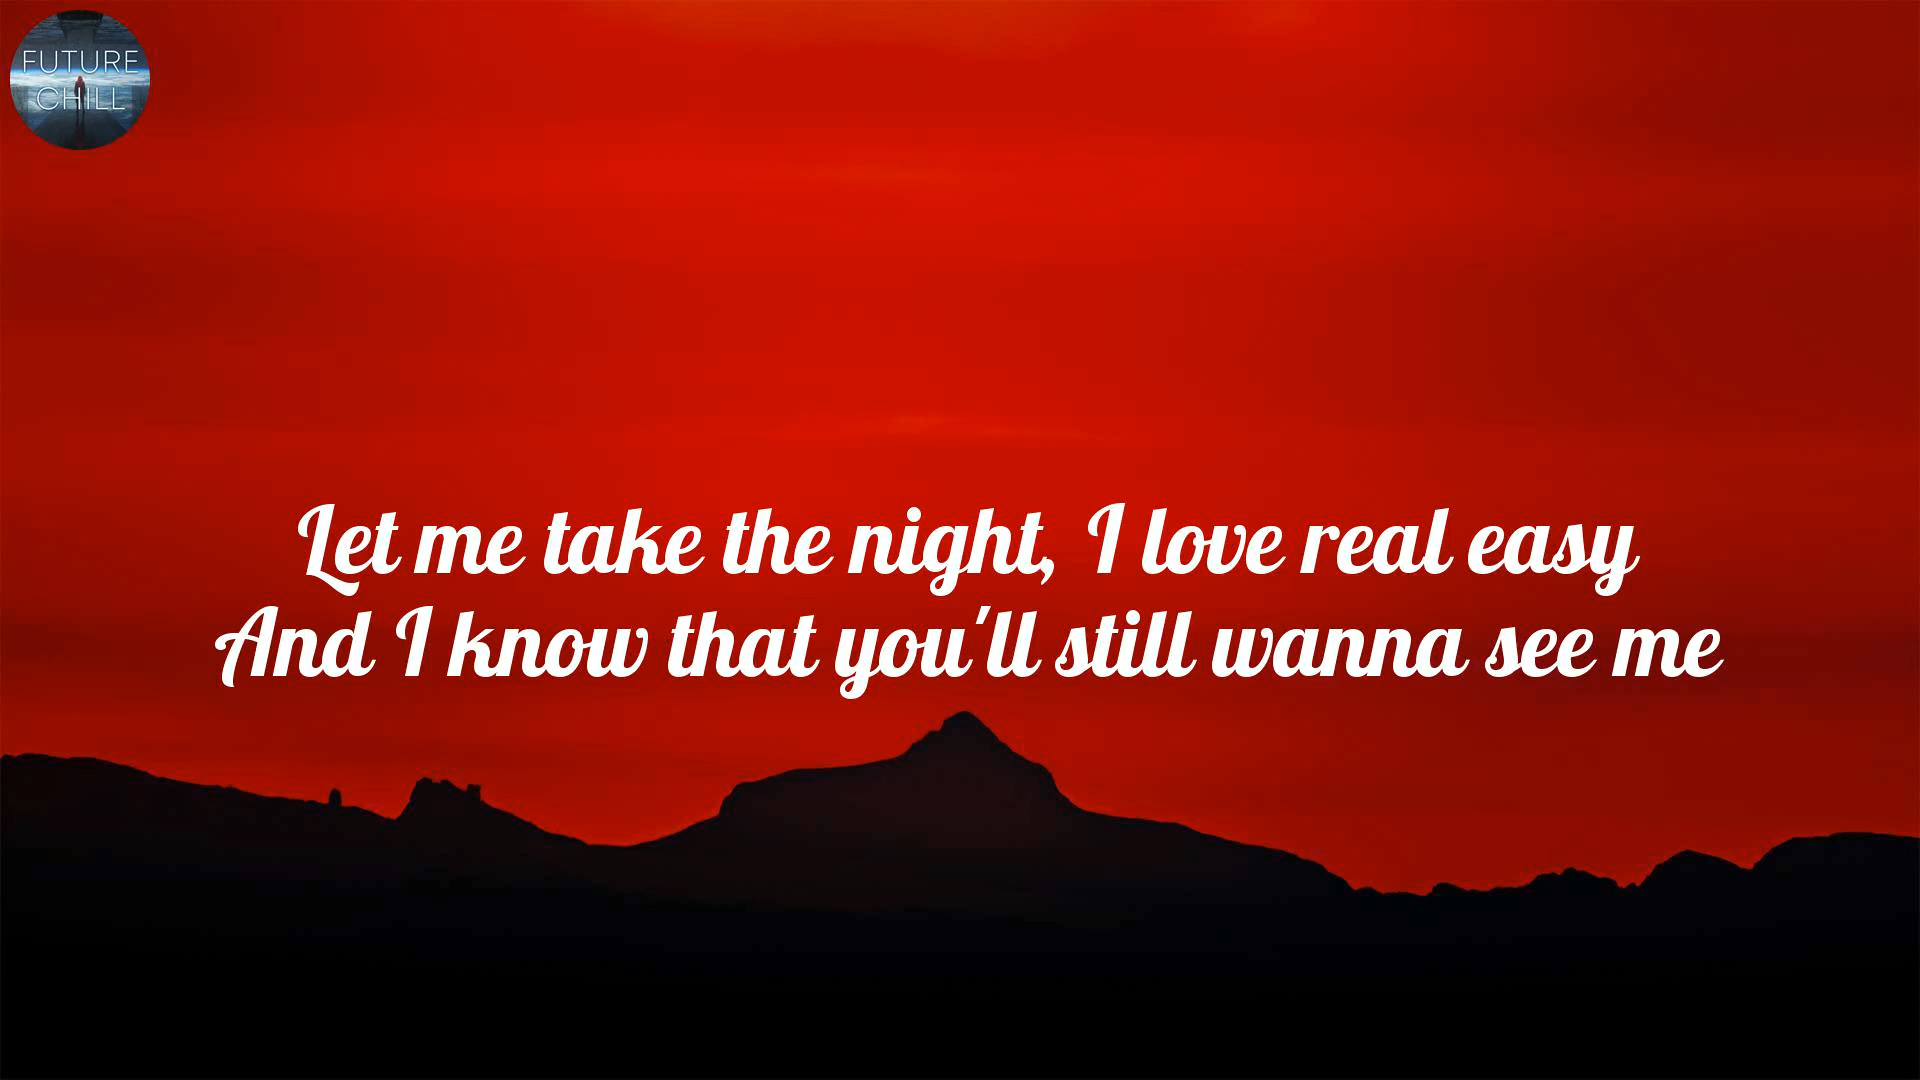 FUTURE
CHILL
Let me take the night, I love real easy
And I know that you'll still wanna see me